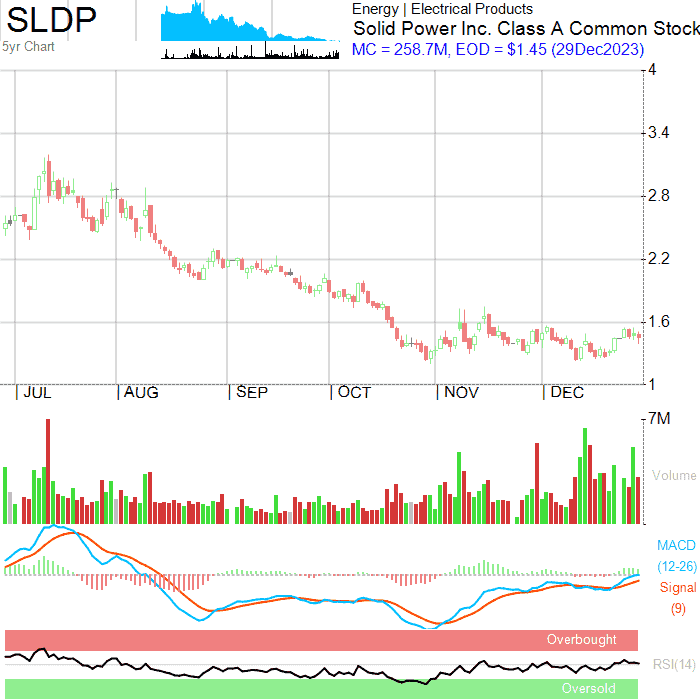 SLDP
5yr Chart
Energy | Electrical Products
Solid Power Inc. Class A Common Stock
MC = 258.7M, EOD = $1.45 (29Dec2023)
4
3.4
2.8
2.2
1.6
1
JUL AUG SEP OCT NOV DEC
7M
Volume
MACD
(12-26)
Signal
(9)
Overbought
RSI(14)
Oversold